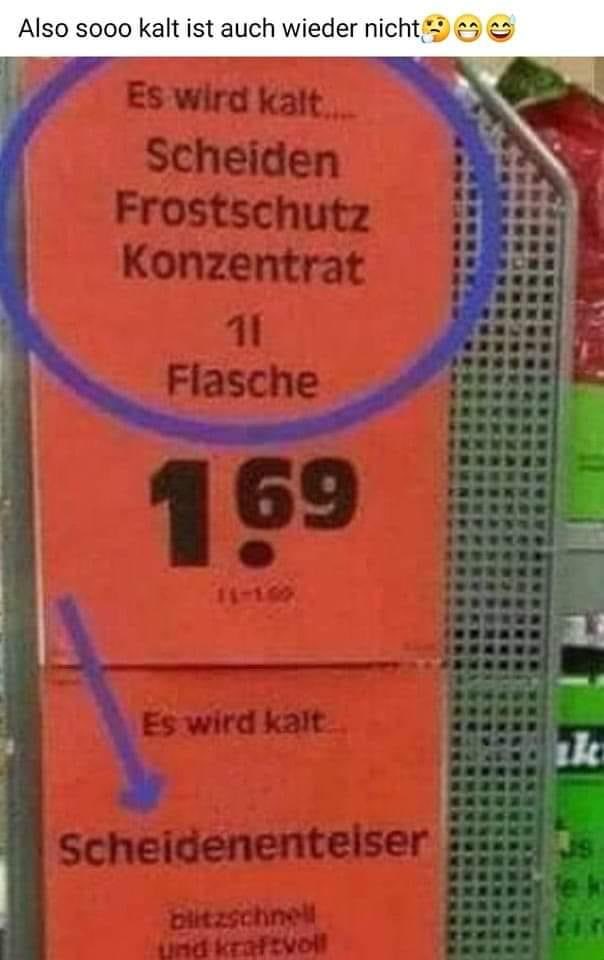 Also sooo kalt ist auch wieder nicht🤔😁😅
Es wird kalt....
Scheiden
Frostschutz
Konzentrat
1l
Flasche
1.69
Es wird kalt...
Scheidenenteiser
blitzschnell
und kraftvoll